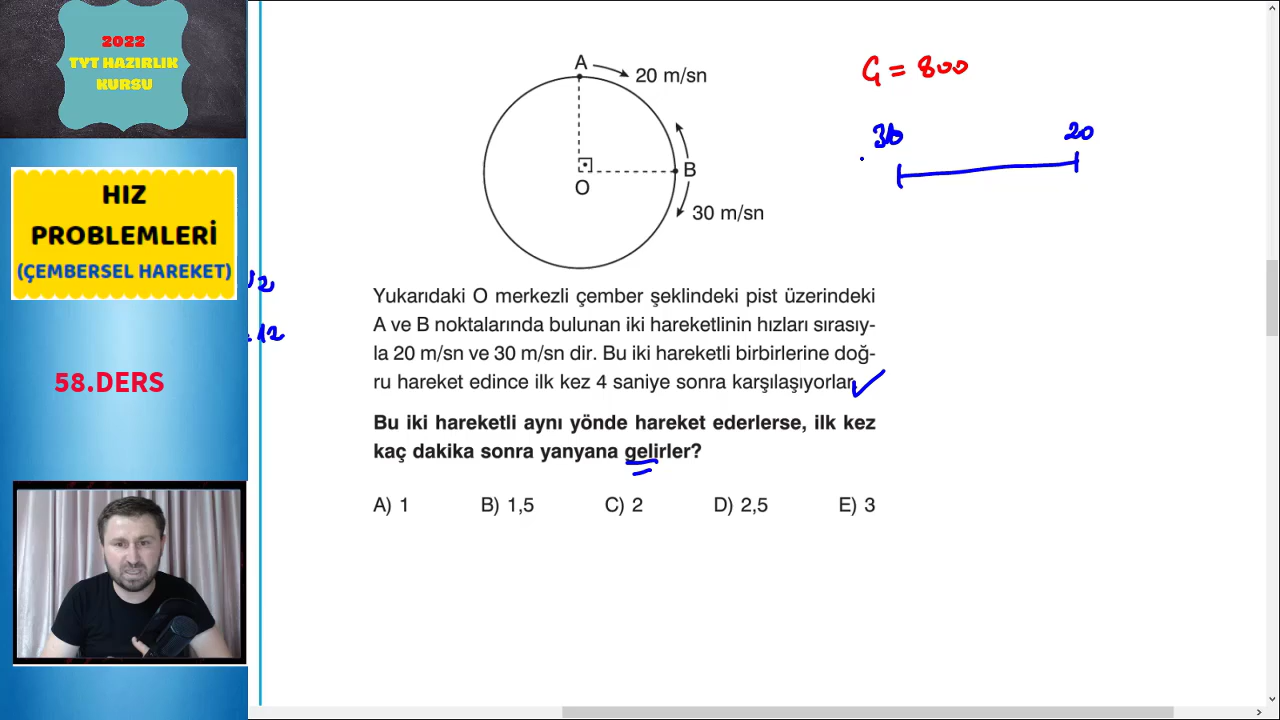 2022
TYT HAZIRLIK
KURSU
HIZ
PROBLEMLERİ
(ÇEMBERSEL HAREKET)
58.DERS
A
20 m/sn
B
O
30 m/sn
Ç = 800
30
20
12
12
Yukarıdaki O merkezli çember şeklindeki pist üzerindeki
A ve B noktalarında bulunan iki hareketlinin hızları sırasıy-
la 20 m/sn ve 30 m/sn dir. Bu iki hareketli birbirlerine doğ-
ru hareket edince ilk kez 4 saniye sonra karşılaşıyorlar.
Bu iki hareketli aynı yönde hareket ederlerse, ilk kez
kaç dakika sonra yanyana gelirler?
A) 1 B) 1,5 C) 2 D) 2,5 E) 3